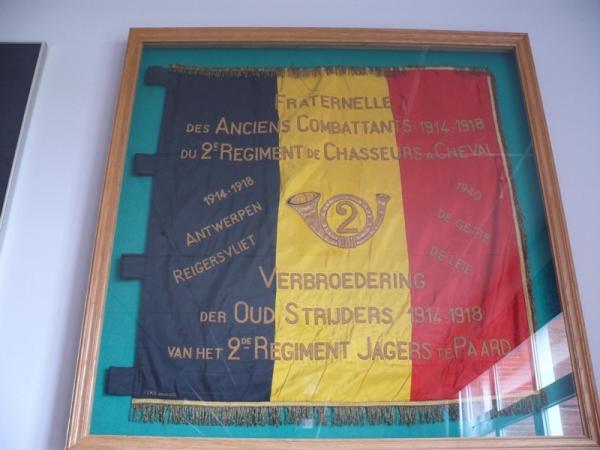 FRATERNELLE
DES ANCIENS COMBATTANTS 1914-1918
DU 2E REGIMENT DE CHASSEURS A CHEVAL
1914-1918
ANTWERPEN
REIGERSVLIET
2
1940
DE GETTE
DE LEIE
VERBROEDERING
DER OUD STRIJDERS 1914-1918
VAN HET 2DE REGIMENT JAGERS TE PAARD